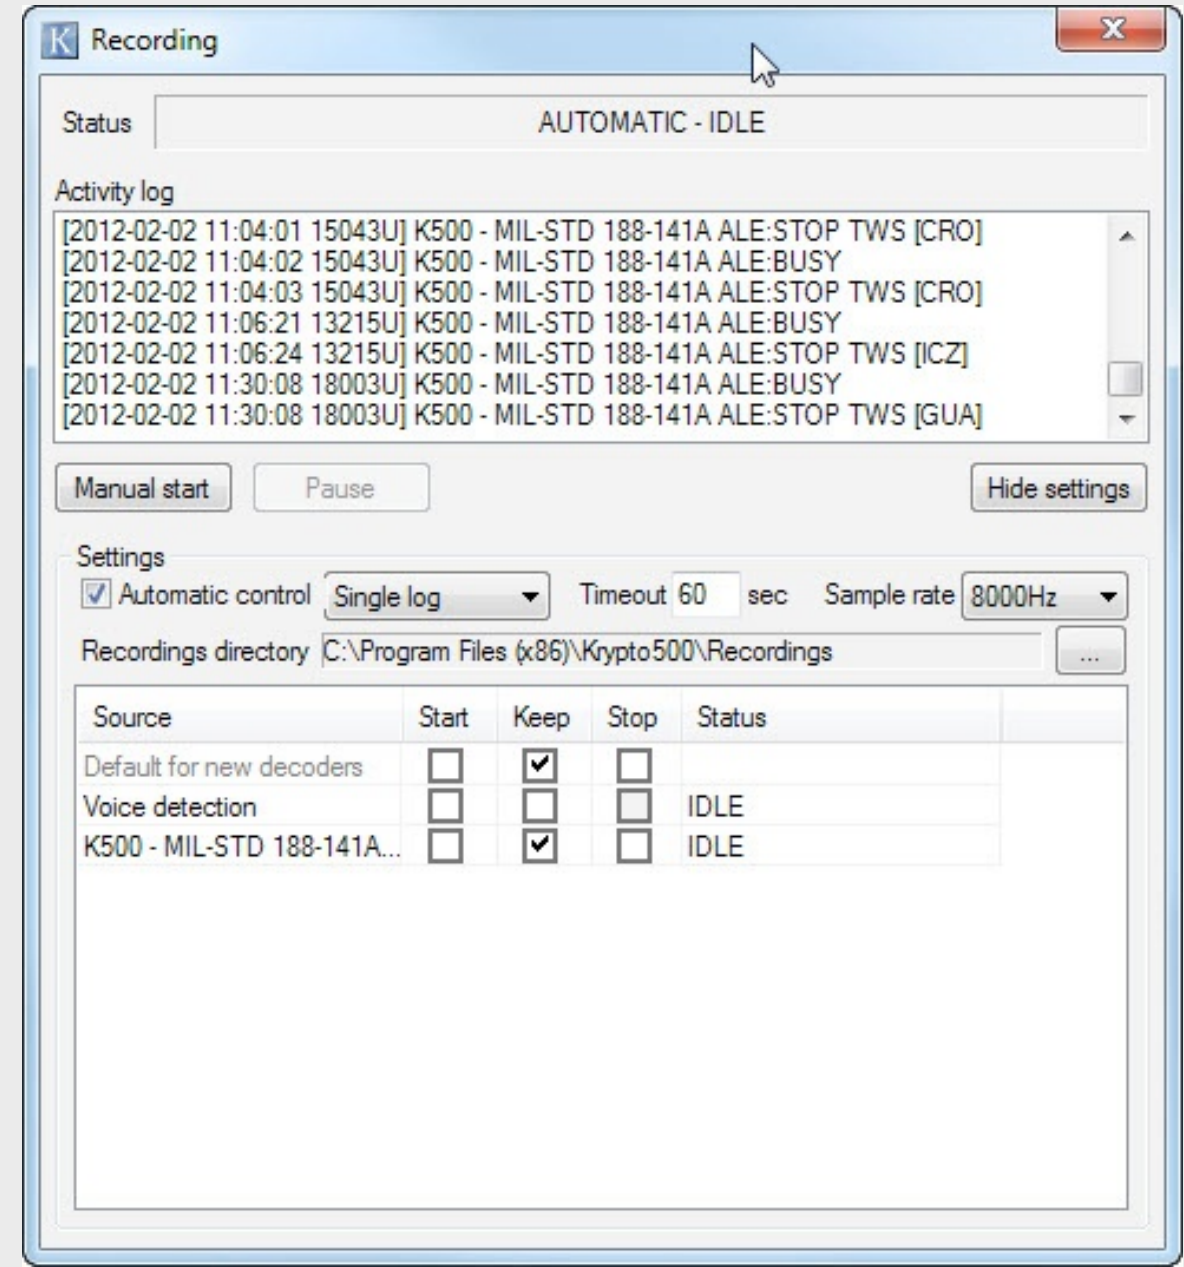 K Recording
Status AUTOMATIC - IDLE
Activity log
[2012-02-02 11:04:01 15043U] K500 - MIL-STD 188-141A ALE:STOP TWS [CRO]
[2012-02-02 11:04:02 15043U] K500 - MIL-STD 188-141A ALE:BUSY
[2012-02-02 11:04:03 15043U] K500 - MIL-STD 188-141A ALE:STOP TWS [CRO]
[2012-02-02 11:06:21 13215U] K500 - MIL-STD 188-141A ALE:BUSY
[2012-02-02 11:06:24 13215U] K500 - MIL-STD 188-141A ALE:STOP TWS [ICZ]
[2012-02-02 11:30:08 18003U] K500 - MIL-STD 188-141A ALE:BUSY
[2012-02-02 11:30:08 18003U] K500 - MIL-STD 188-141A ALE:STOP TWS [GUA]
Manual start Pause Hide settings
Settings
Automatic control Single log Timeout 60 sec Sample rate 8000Hz
Recordings directory C:\Program Files (x86)\Krypto500\Recordings ...
Source Start Keep Stop Status
Default for new decoders
Voice detection IDLE
K500 - MIL-STD 188-141A... IDLE